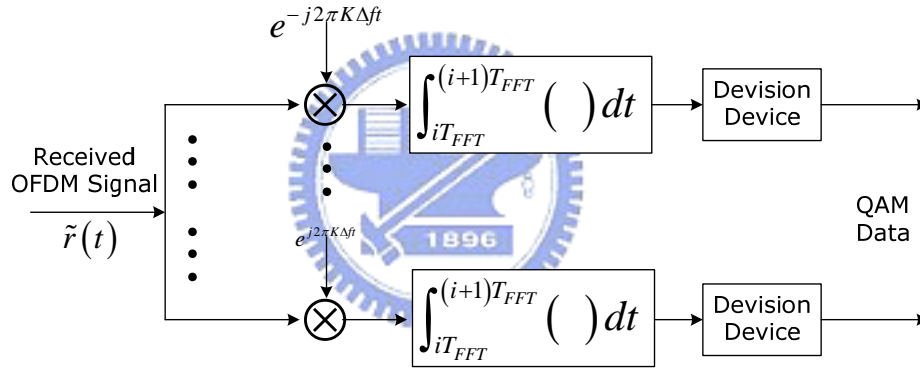 e^{-j2πKΔft}
∫_{iT_{FFT}}^{(i+1)T_{FFT}} ( ) dt
Devision
Device
Received
OFDM Signal
r̃(t)
QAM
Data
1896
e^{j2πKΔft}
∫_{iT_{FFT}}^{(i+1)T_{FFT}} ( ) dt
Devision
Device